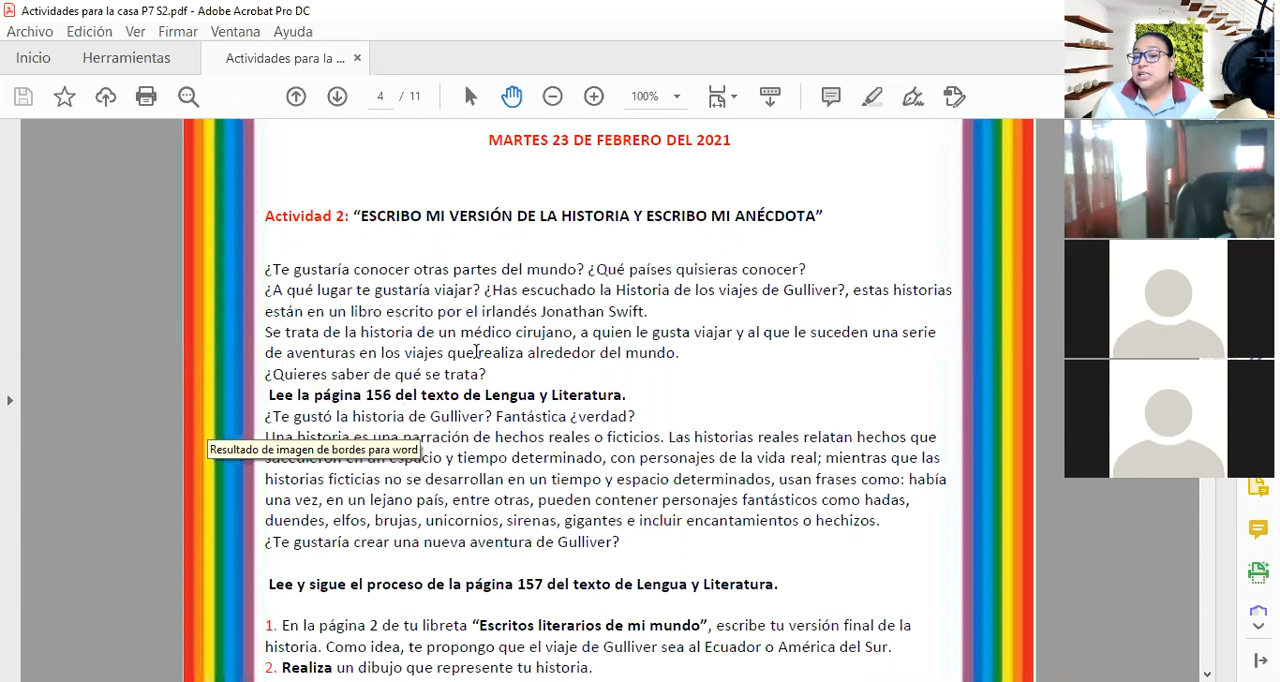 Actividades para la casa P7 S2.pdf - Adobe Acrobat Pro DC
Archivo Edición Ver Firmar Ventana Ayuda
Inicio Herramientas Actividades para la ... ×
4 / 11 100%
MARTES 23 DE FEBRERO DEL 2021
Actividad 2: “ESCRIBO MI VERSIÓN DE LA HISTORIA Y ESCRIBO MI ANÉCDOTA”
¿Te gustaría conocer otras partes del mundo? ¿Qué países quisieras conocer?
¿A qué lugar te gustaría viajar? ¿Has escuchado la Historia de los viajes de Gulliver?, estas historias
están en un libro escrito por el irlandés Jonathan Swift.
Se trata de la historia de un médico cirujano, a quien le gusta viajar y al que le suceden una serie
de aventuras en los viajes que realiza alrededor del mundo.
¿Quieres saber de qué se trata?
Lee la página 156 del texto de Lengua y Literatura.
¿Te gustó la historia de Gulliver? Fantástica ¿verdad?
Una historia es una narración de hechos reales o ficticios. Las historias reales relatan hechos que
Resultado de imagen de bordes para word
sucedieron en un espacio y tiempo determinado, con personajes de la vida real; mientras que las
historias ficticias no se desarrollan en un tiempo y espacio determinados, usan frases como: había
una vez, en un lejano país, entre otras, pueden contener personajes fantásticos como hadas,
duendes, elfos, brujas, unicornios, sirenas, gigantes e incluir encantamientos o hechizos.
¿Te gustaría crear una nueva aventura de Gulliver?
Lee y sigue el proceso de la página 157 del texto de Lengua y Literatura.
1. En la página 2 de tu libreta “Escritos literarios de mi mundo”, escribe tu versión final de la
historia. Como idea, te propongo que el viaje de Gulliver sea al Ecuador o América del Sur.
2. Realiza un dibujo que represente tu historia.